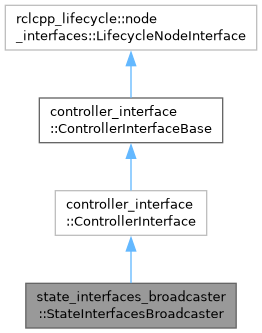 rclcpp_lifecycle::node
_interfaces::LifecycleNodeInterface
controller_interface
::ControllerInterfaceBase
controller_interface
::ControllerInterface
state_interfaces_broadcaster
::StateInterfacesBroadcaster